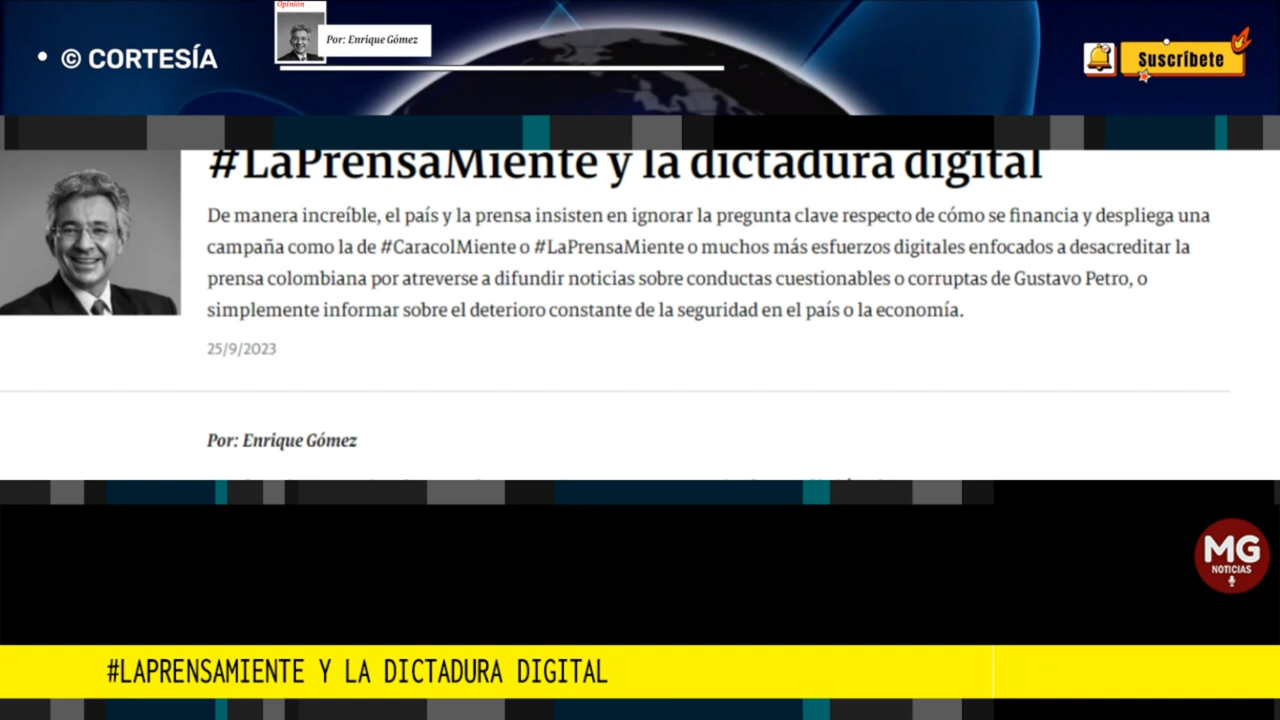 Opinión
Por: Enrique Gómez
• © CORTESÍA
Suscríbete
#LaPrensaMiente y la dictadura digital
De manera increíble, el país y la prensa insisten en ignorar la pregunta clave respecto de cómo se financia y despliega una
campaña como la de #CaracolMiente o #LaPrensaMiente o muchos más esfuerzos digitales enfocados a desacreditar la
prensa colombiana por atreverse a difundir noticias sobre conductas cuestionables o corruptas de Gustavo Petro, o
simplemente informar sobre el deterioro constante de la seguridad en el país o la economía.
25/9/2023
Por: Enrique Gómez
MG
NOTICIAS
#LAPRENSAMIENTE Y LA DICTADURA DIGITAL